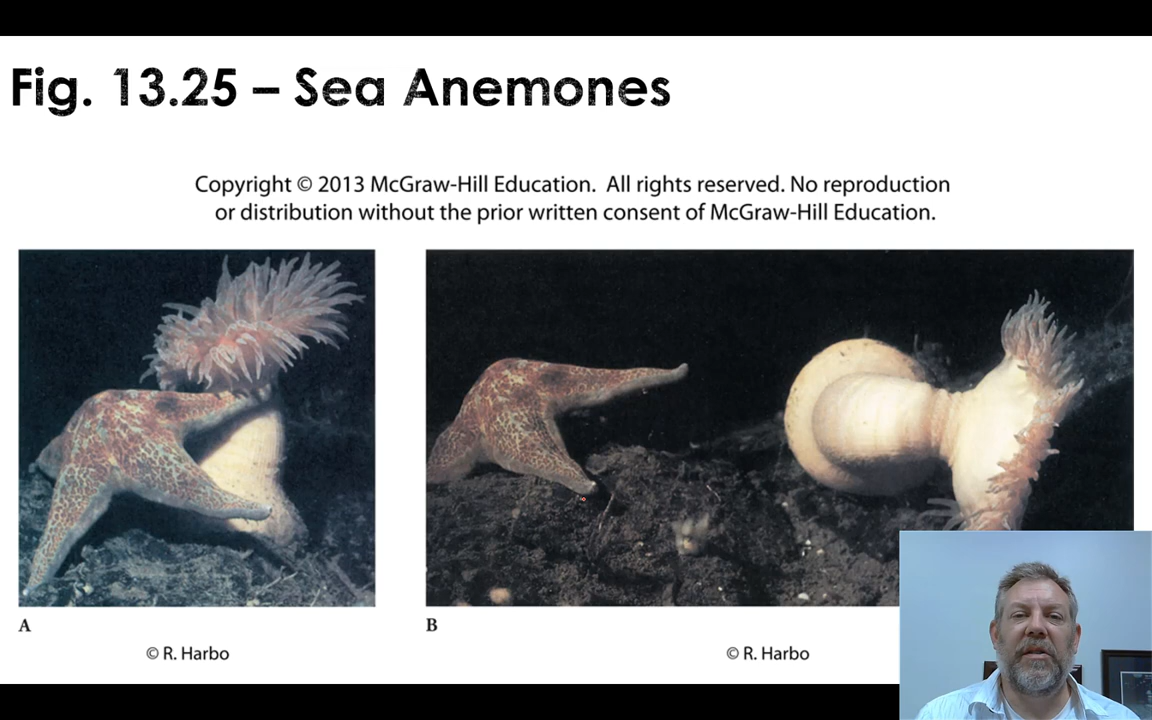 Fig. 13.25 – Sea Anemones
Copyright © 2013 McGraw-Hill Education.  All rights reserved. No reproduction
or distribution without the prior written consent of McGraw-Hill Education.
A
B
© R. Harbo
© R. Harbo